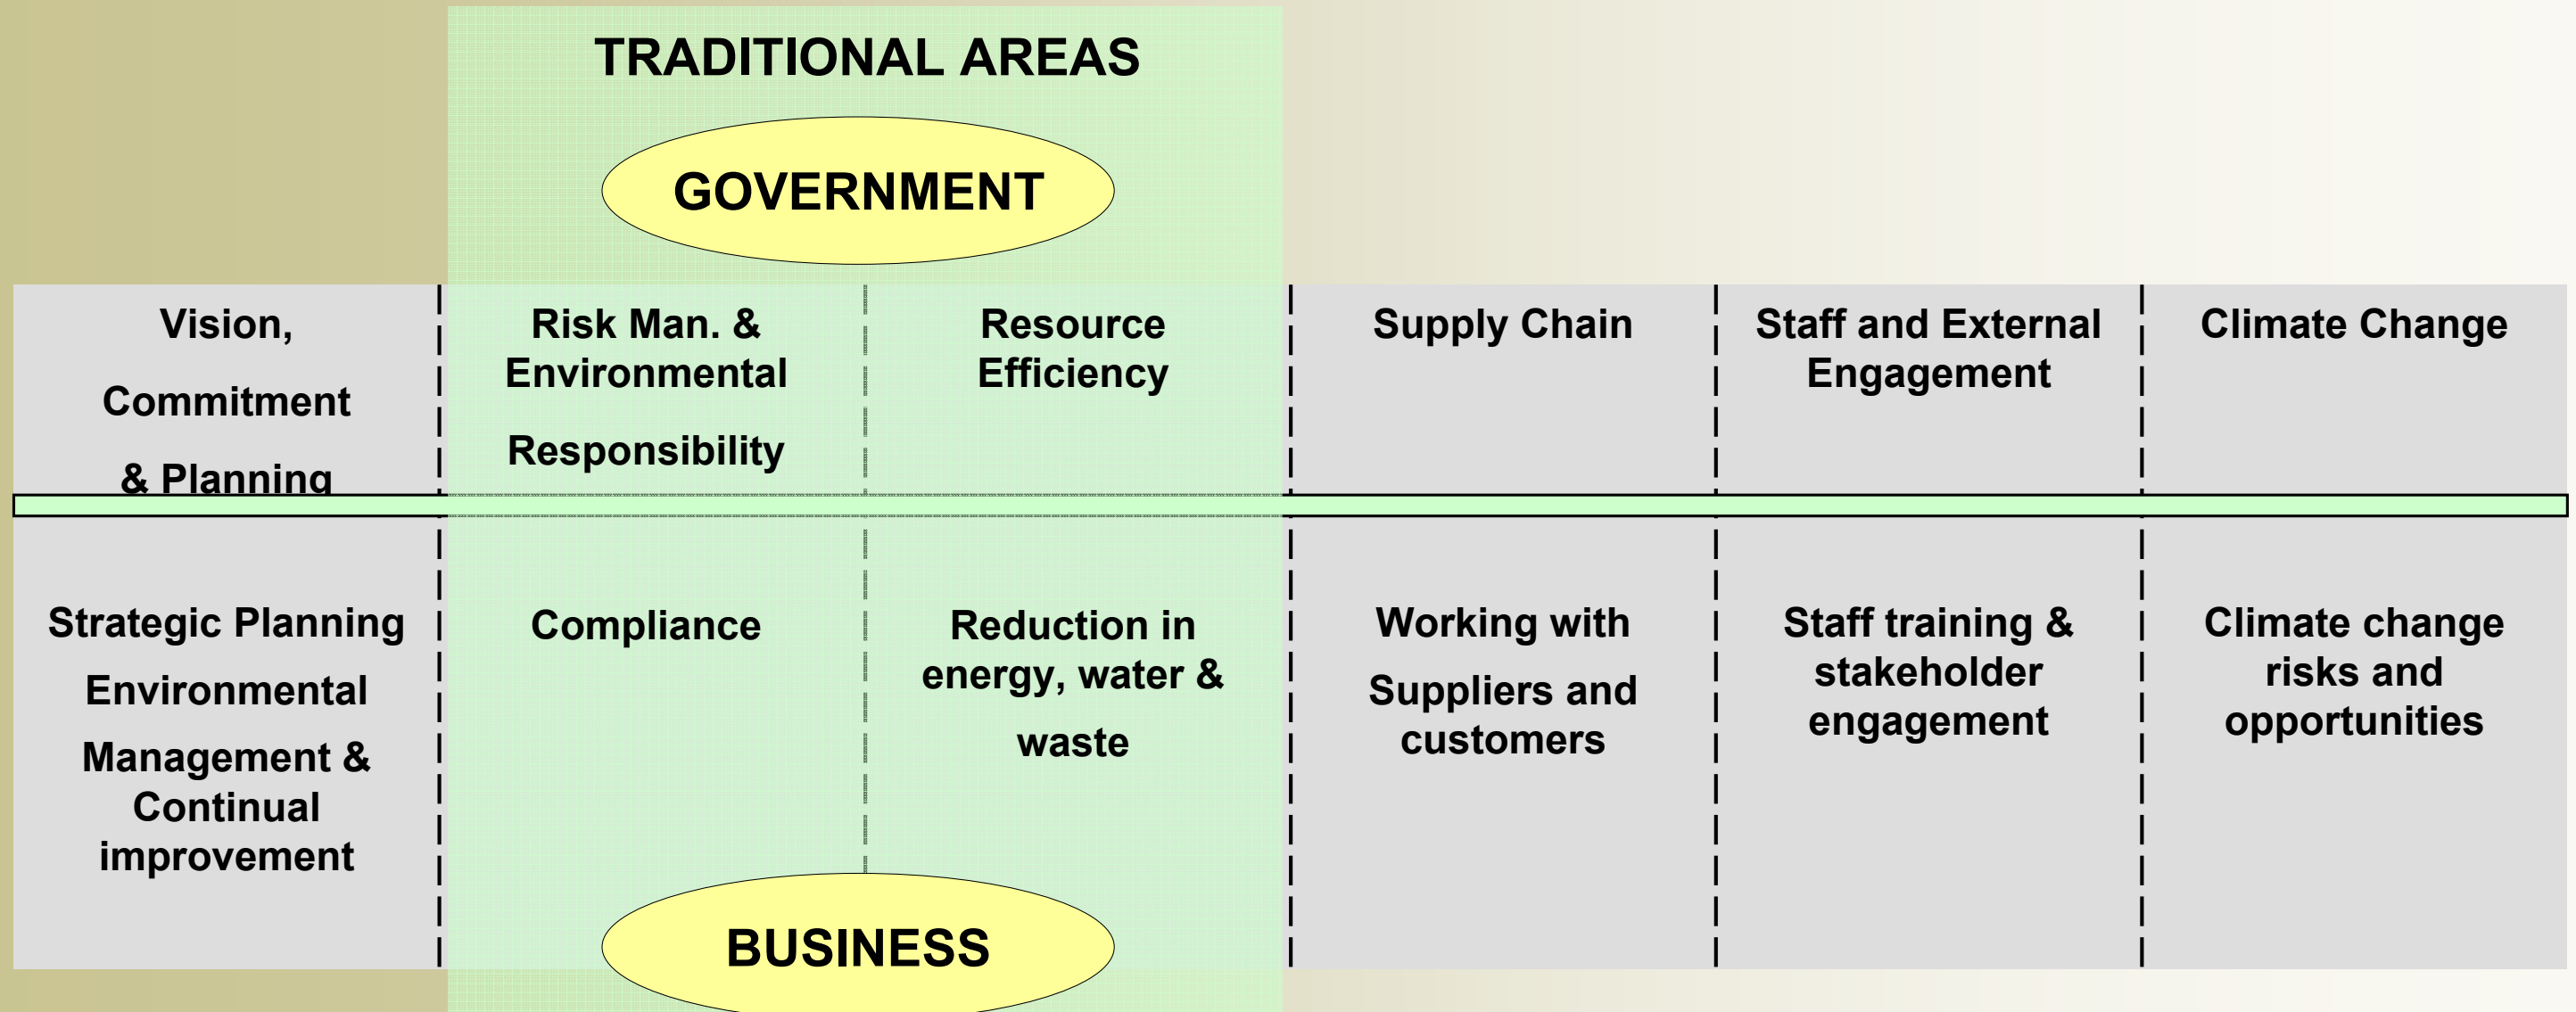 TRADITIONAL AREAS
GOVERNMENT
Vision,
Commitment
& Planning
Risk Man. &
Environmental
Responsibility
Resource
Efficiency
Supply Chain
Staff and External
Engagement
Climate Change
Strategic Planning
Environmental
Management &
Continual
improvement
Compliance
Reduction in
energy, water &
waste
Working with
Suppliers and
customers
Staff training &
stakeholder
engagement
Climate change
risks and
opportunities
BUSINESS